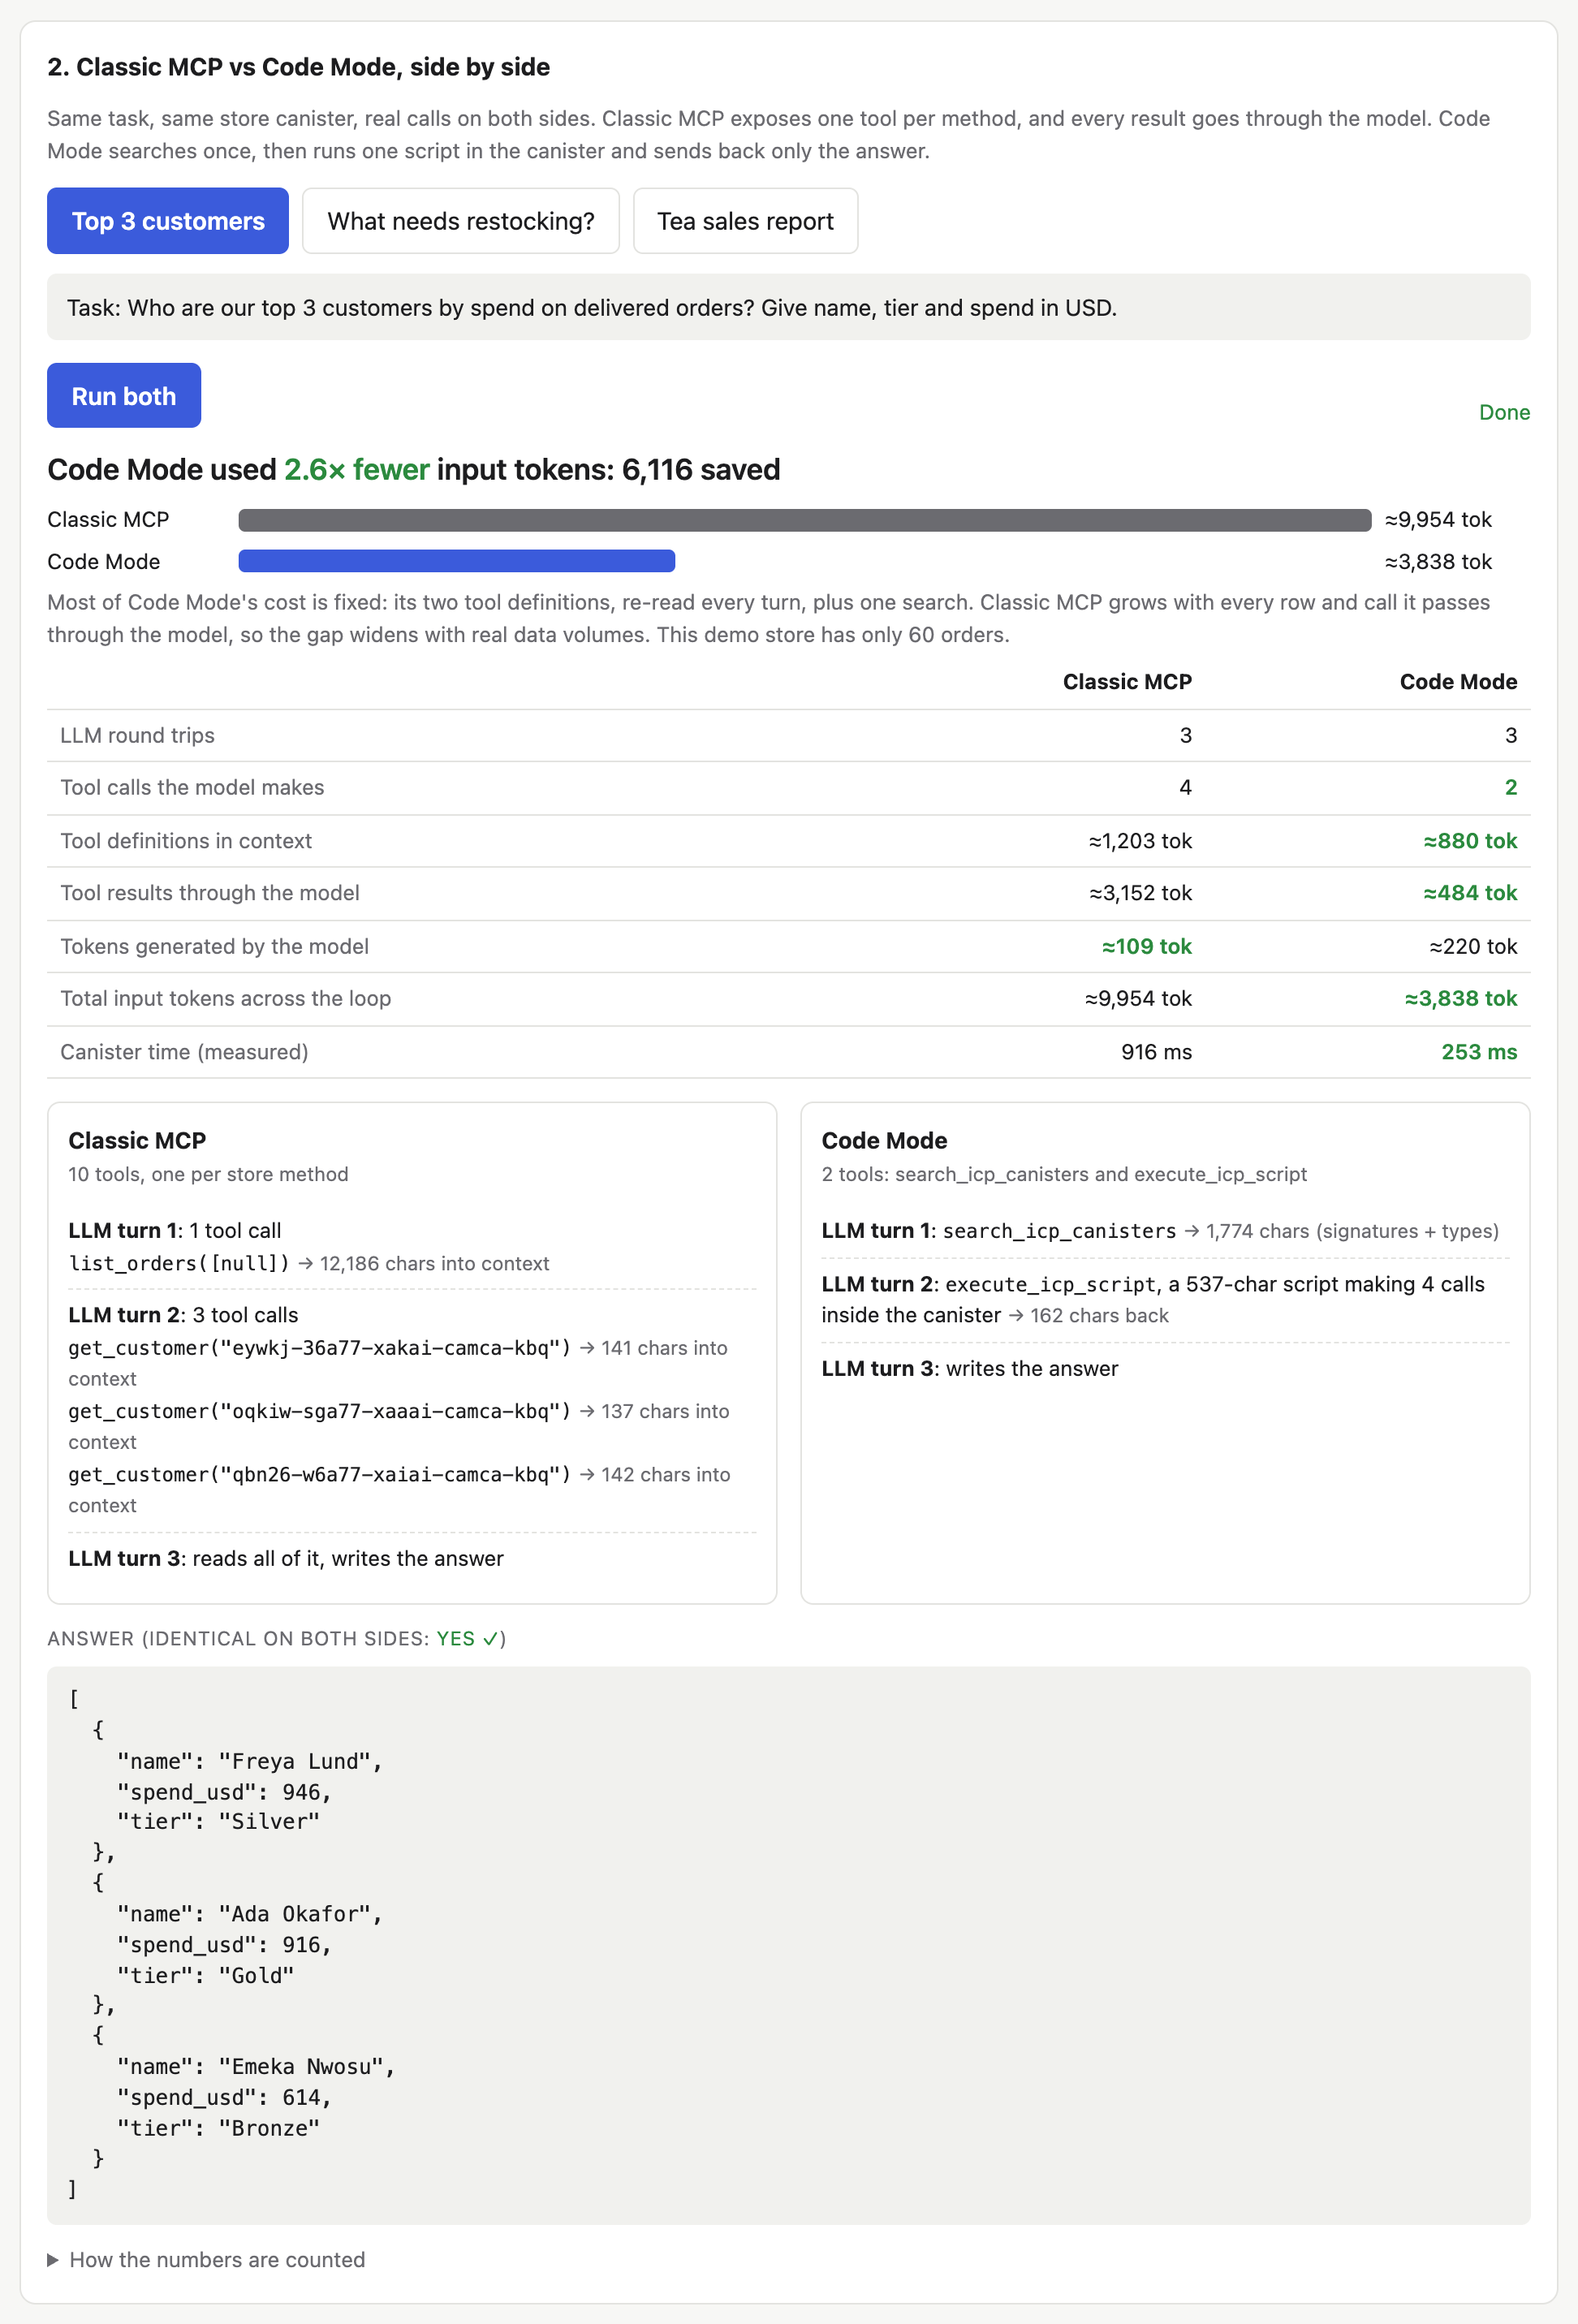 2. Classic MCP vs Code Mode, side by side
Same task, same store canister, real calls on both sides. Classic MCP exposes one tool per method, and every result goes through the model. Code
Mode searches once, then runs one script in the canister and sends back only the answer.
Top 3 customers
What needs restocking?
Tea sales report
Task: Who are our top 3 customers by spend on delivered orders? Give name, tier and spend in USD.
Run both
Done
Code Mode used 2.6× fewer input tokens: 6,116 saved
Classic MCP ≈9,954 tok
Code Mode ≈3,838 tok
Most of Code Mode's cost is fixed: its two tool definitions, re-read every turn, plus one search. Classic MCP grows with every row and call it passes
through the model, so the gap widens with real data volumes. This demo store has only 60 orders.
Classic MCP Code Mode
LLM round trips 3 3
Tool calls the model makes 4 2
Tool definitions in context ≈1,203 tok ≈880 tok
Tool results through the model ≈3,152 tok ≈484 tok
Tokens generated by the model ≈109 tok ≈220 tok
Total input tokens across the loop ≈9,954 tok ≈3,838 tok
Canister time (measured) 916 ms 253 ms
Classic MCP
10 tools, one per store method
LLM turn 1: 1 tool call
list_orders([null]) → 12,186 chars into context
LLM turn 2: 3 tool calls
get_customer("eywkj-36a77-xakai-camca-kbq") → 141 chars into
context
get_customer("oqkiw-sga77-xaaai-camca-kbq") → 137 chars into
context
get_customer("qbn26-w6a77-xaiai-camca-kbq") → 142 chars into
context
LLM turn 3: reads all of it, writes the answer
Code Mode
2 tools: search_icp_canisters and execute_icp_script
LLM turn 1: search_icp_canisters → 1,774 chars (signatures + types)
LLM turn 2: execute_icp_script, a 537-char script making 4 calls
inside the canister → 162 chars back
LLM turn 3: writes the answer
ANSWER (IDENTICAL ON BOTH SIDES: YES ✓)
[
  {
    "name": "Freya Lund",
    "spend_usd": 946,
    "tier": "Silver"
  },
  {
    "name": "Ada Okafor",
    "spend_usd": 916,
    "tier": "Gold"
  },
  {
    "name": "Emeka Nwosu",
    "spend_usd": 614,
    "tier": "Bronze"
  }
]
▶ How the numbers are counted